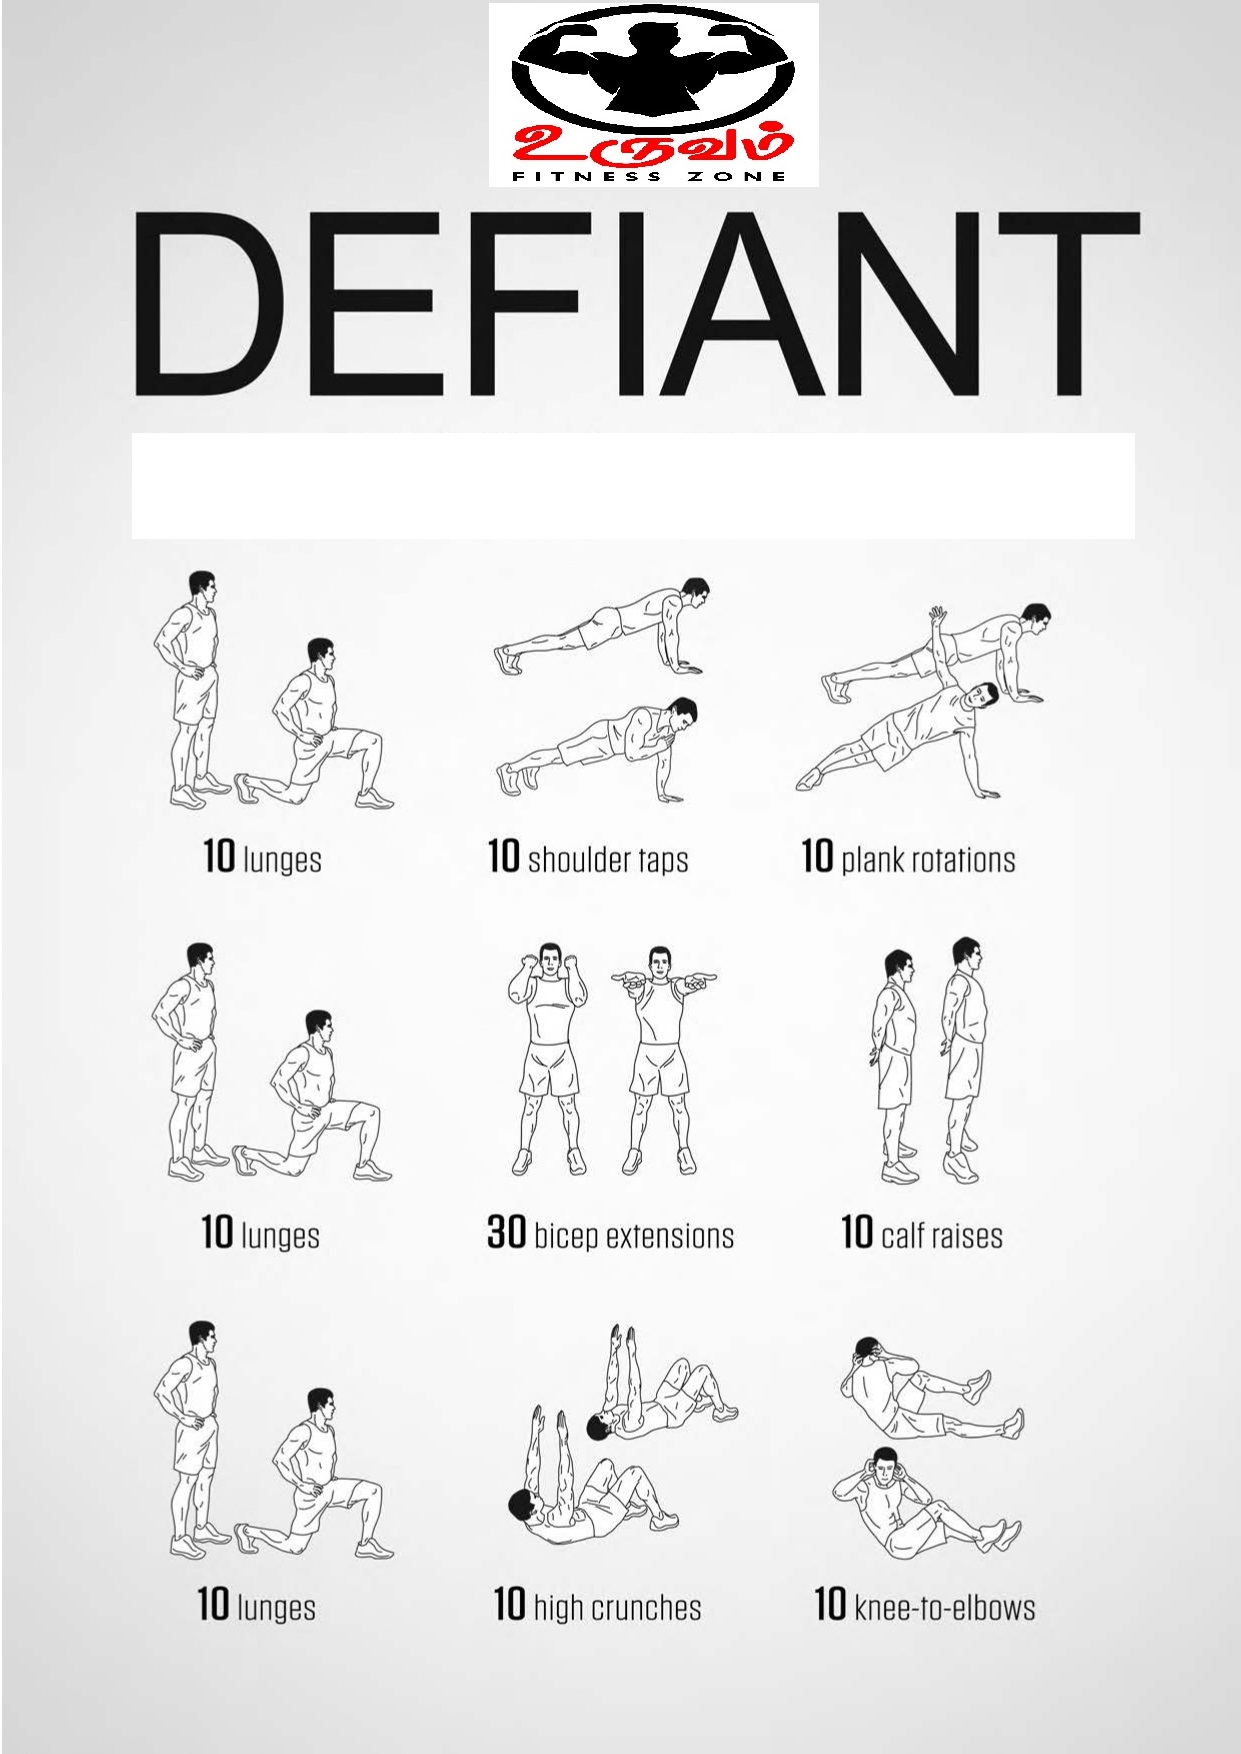 உருவம்
FITNESS ZONE
DEFIANT
10 lunges
10 shoulder taps
10 plank rotations
10 lunges
30 bicep extensions
10 calf raises
10 lunges
10 high crunches
10 knee-to-elbows